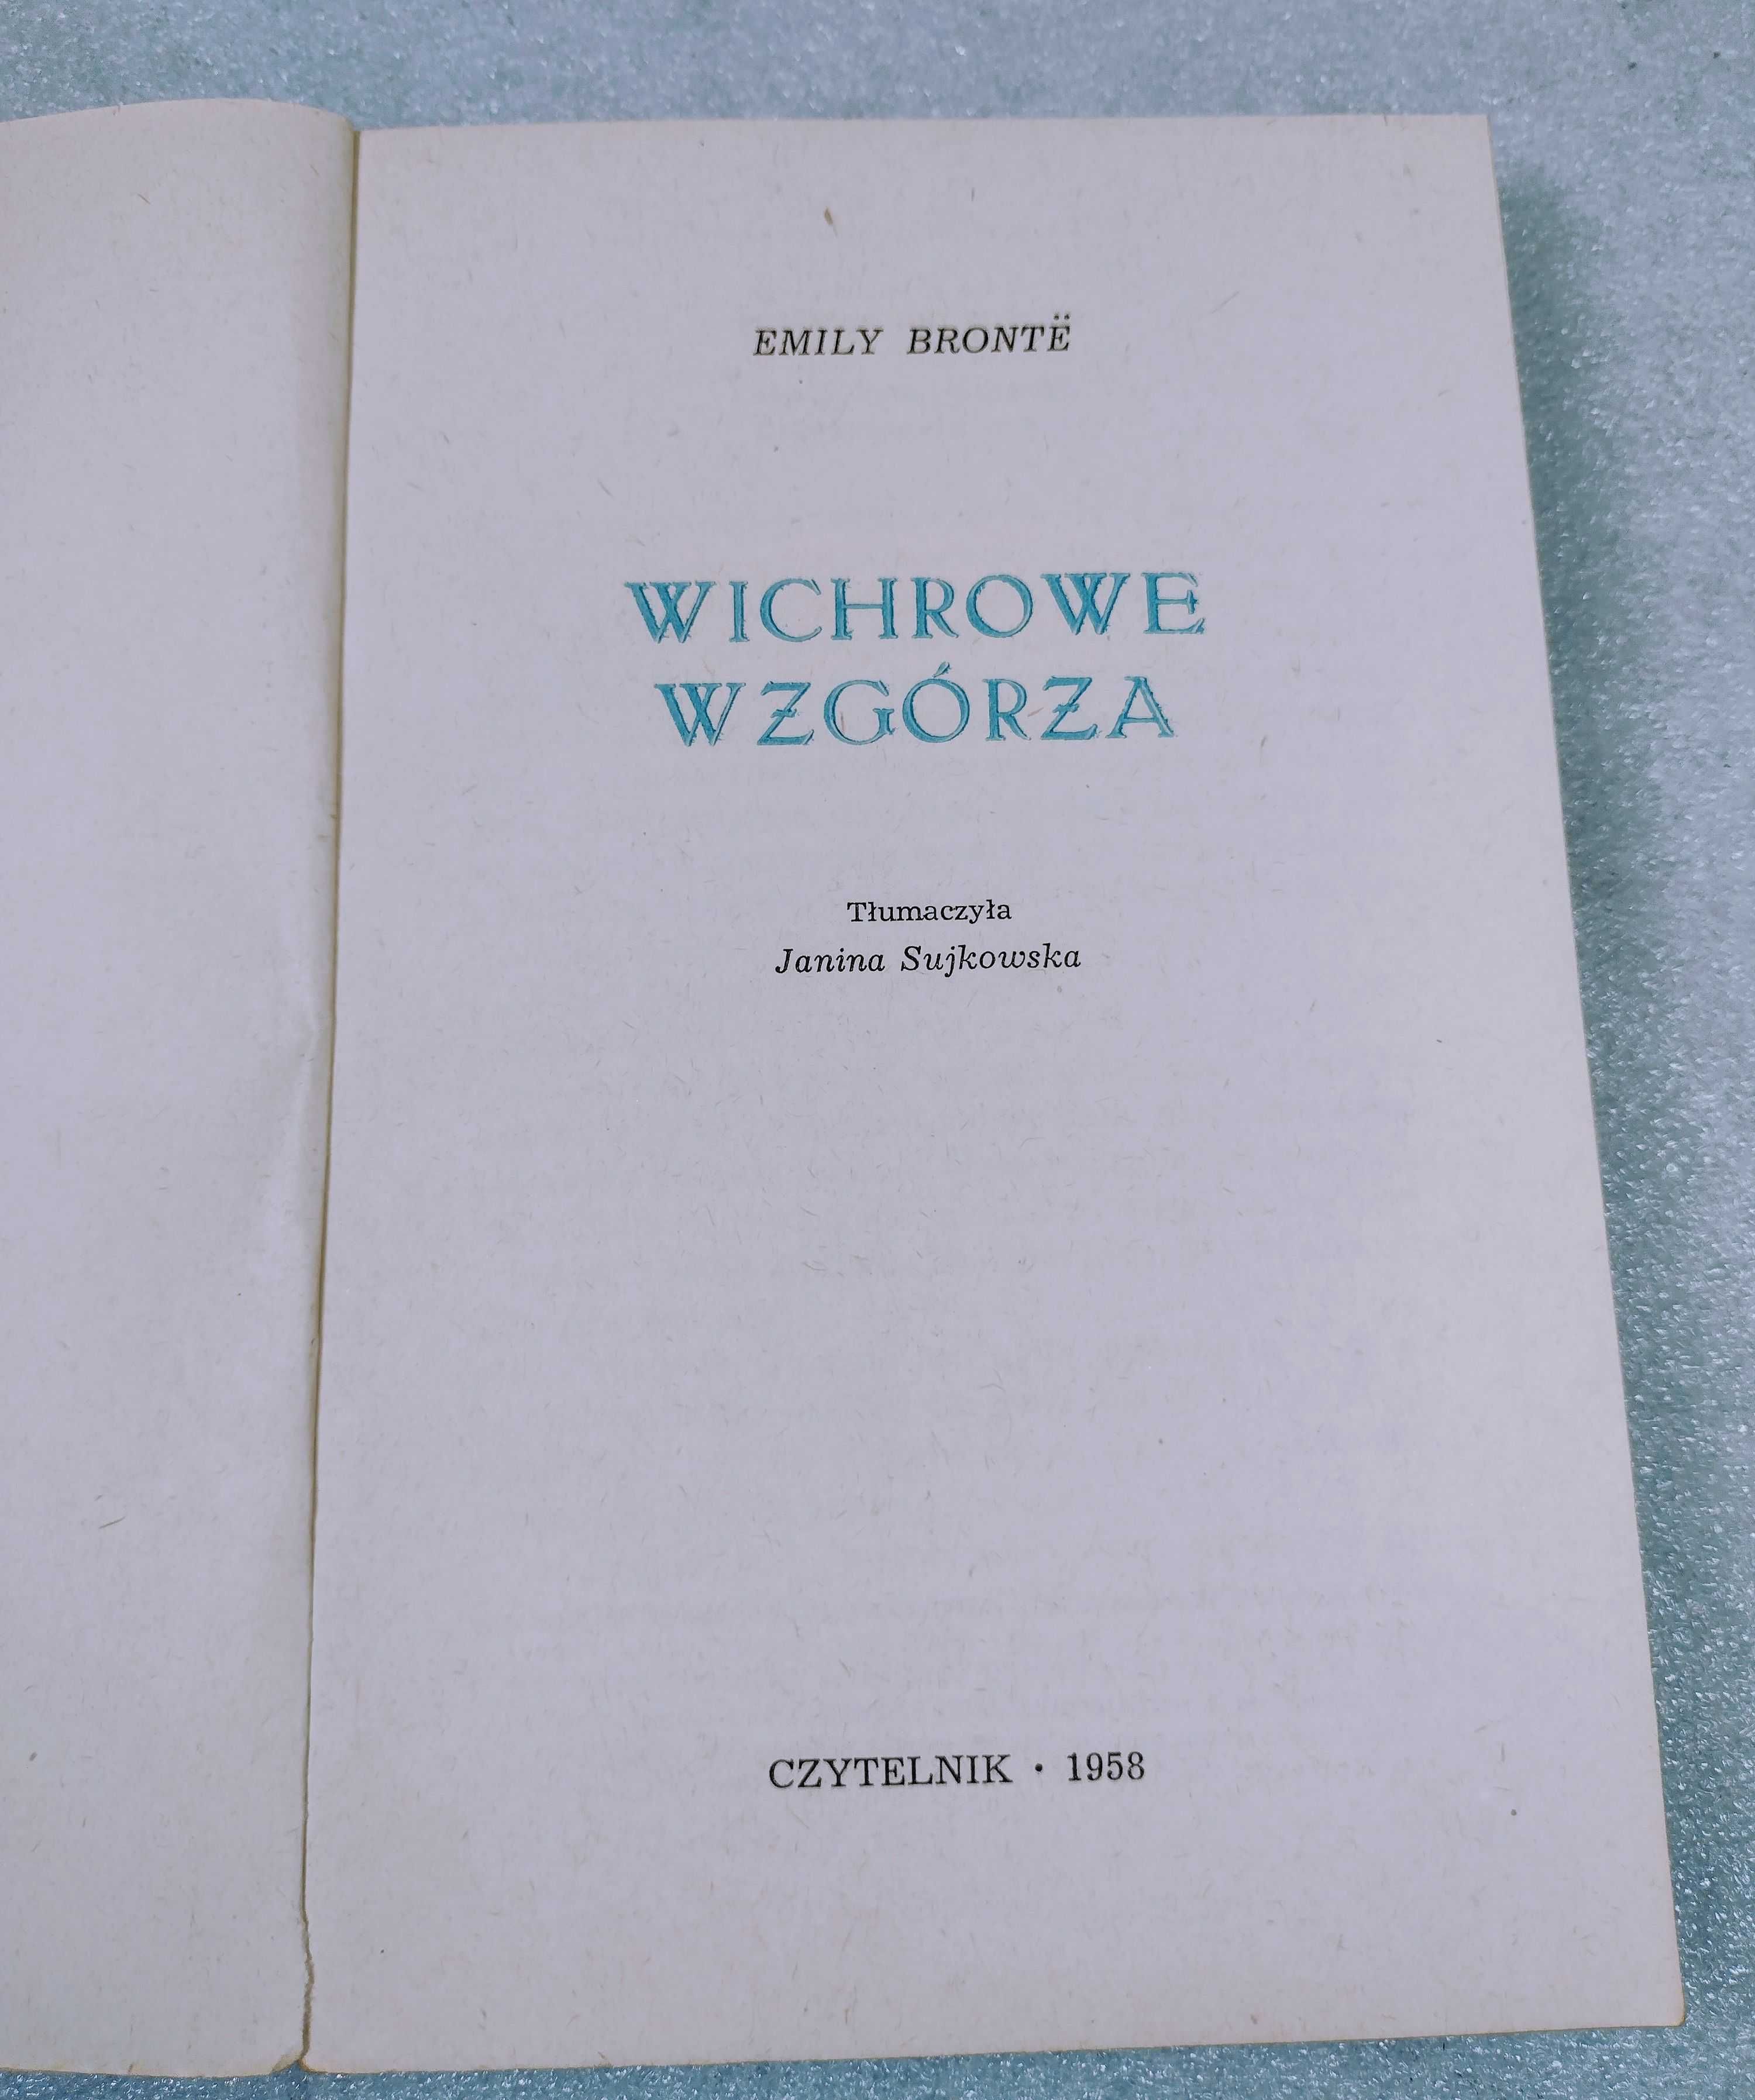 EMILY BRONTË
WICHROWE
WZGÓRZA
Tłumaczyła
Janina Sujkowska
CZYTELNIK • 1958